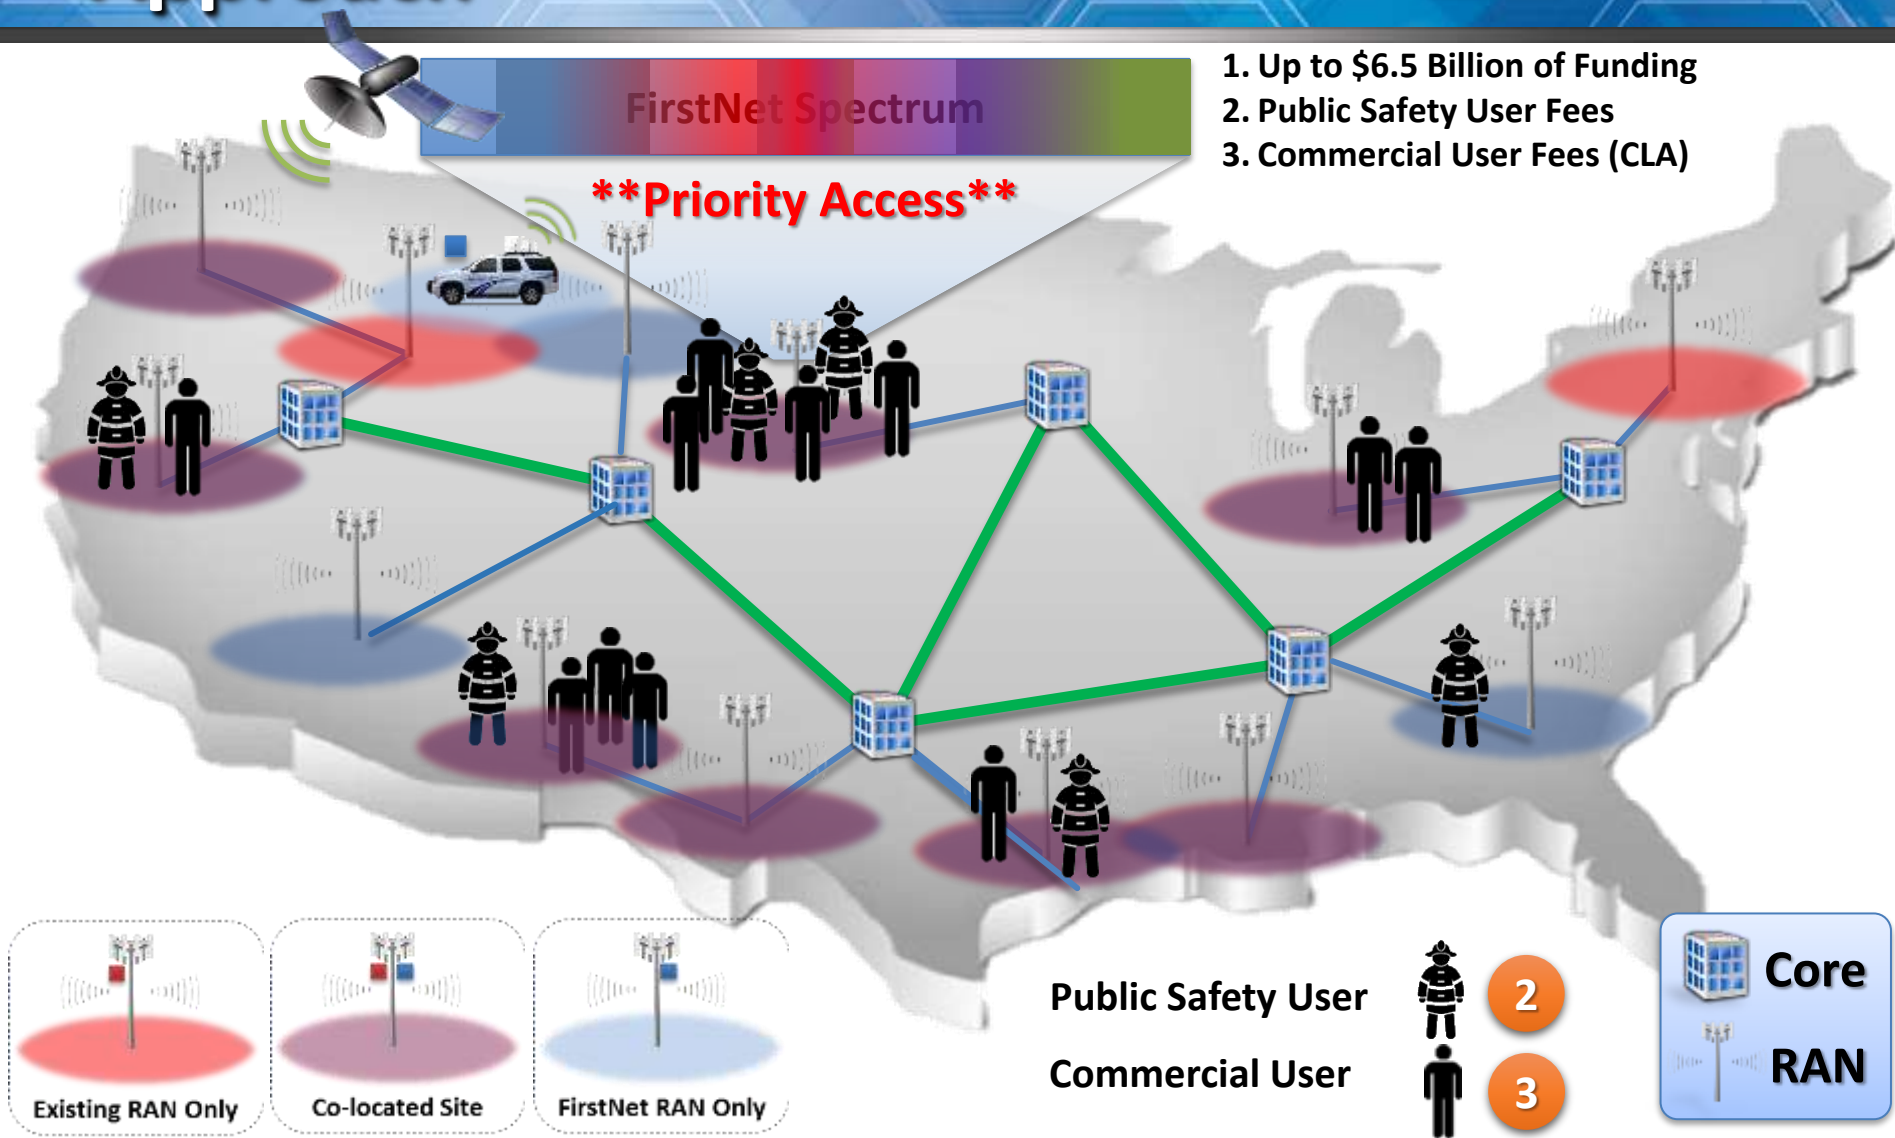 Approach
1. Up to $6.5 Billion of Funding
2. Public Safety User Fees
3. Commercial User Fees (CLA)
FirstNet Spectrum
**Priority Access**
Existing RAN Only
Co-located Site
FirstNet RAN Only
Public Safety User
2
Commercial User
3
Core
RAN